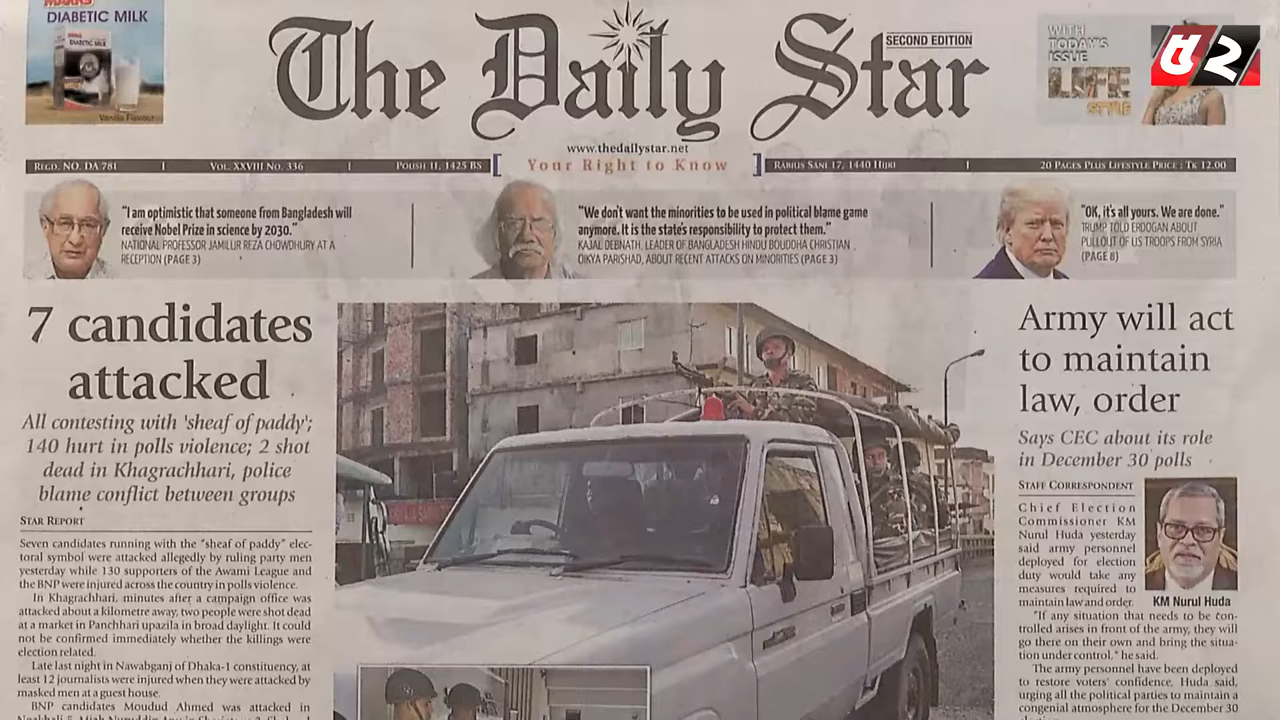 DIABETIC MILK
DIABETIC MILK
Vanilla Flavour
The Daily Star
SECOND EDITION
www.thedailystar.net
WITH
TODAY'S
ISSUE
LIFE
STYLE
REGD. NO. DA 781 | VOL. XXVIII NO. 336 | POUSH 11, 1425 BS [ Your Right to Know ] RABIUS SANI 17, 1440 HIJRI | 20 PAGES PLUS LIFESTYLE PRICE : TK 12.00
"I am optimistic that someone from Bangladesh will
receive Nobel Prize in science by 2030."
NATIONAL PROFESSOR JAMILUR REZA CHOWDHURY AT A
RECEPTION (PAGE 3)
"We don't want the minorities to be used in political blame game
anymore. It is the state's responsibility to protect them."
KAJAL DEBNATH, LEADER OF BANGLADESH HINDU BOUDDHA CHRISTIAN
OIKYA PARISHAD, ABOUT RECENT ATTACKS ON MINORITIES (PAGE 3)
"OK, it's all yours. We are done."
TRUMP TOLD ERDOGAN ABOUT
PULLOUT OF US TROOPS FROM SYRIA
(PAGE 8)
7 candidates
attacked
All contesting with 'sheaf of paddy';
140 hurt in polls violence; 2 shot
dead in Khagrachhari, police
blame conflict between groups
STAR REPORT
Seven candidates running with the "sheaf of paddy" elec-
toral symbol were attacked allegedly by ruling party men
yesterday while 130 supporters of the Awami League and
the BNP were injured across the country in polls violence.
In Khagrachhari, minutes after a campaign office was
attacked about a kilometre away, two people were shot dead
at a market in Panchhari upazila in broad daylight. It could
not be confirmed immediately whether the killings were
election related.
Late last night in Nawabganj of Dhaka-1 constituency, at
least 12 journalists were injured when they were attacked by
masked men at a guest house.
BNP candidates Moudud Ahmed was attacked in
Army will act
to maintain
law, order
Says CEC about its role
in December 30 polls
STAFF CORRESPONDENT
Chief Election
Commissioner KM
Nurul Huda yesterday
said army personnel
deployed for election
duty would take any
measures required to
maintain law and order.
KM Nurul Huda
"If any situation that needs to be con-
trolled arises in front of the army, they will
go there on their own and bring the situa-
tion under control," he said.
The army personnel have been deployed
to restore voters' confidence, Huda said,
urging all the political parties to maintain a
congenial atmosphere for the December 30